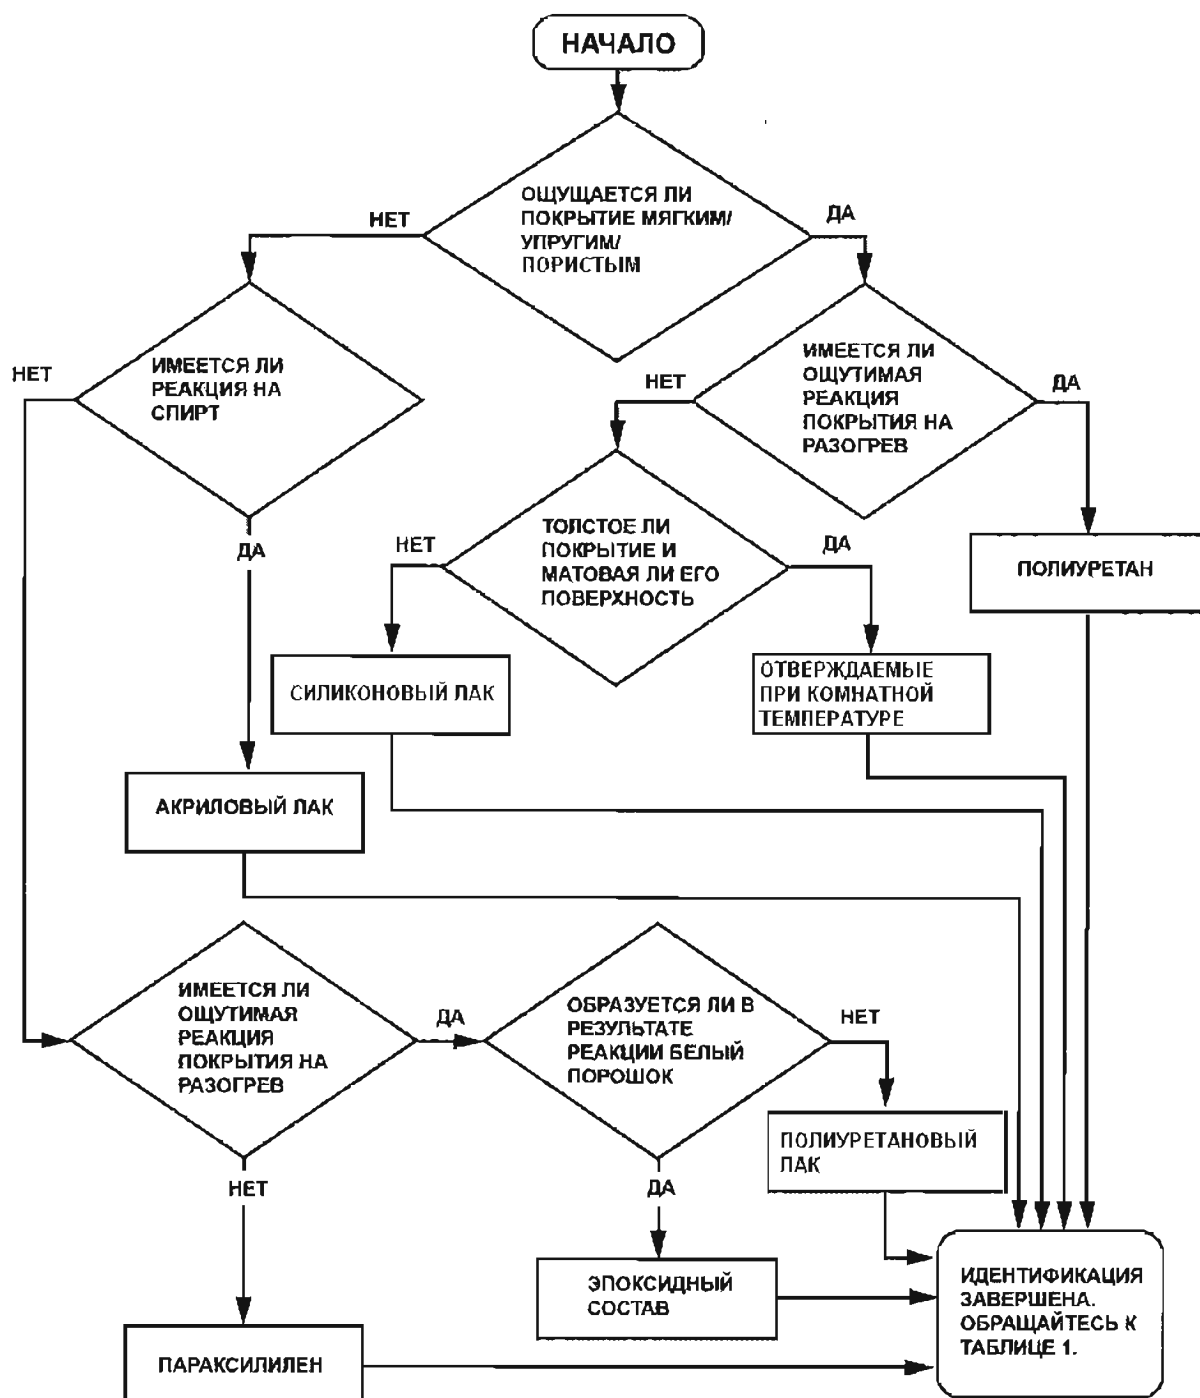 НАЧАЛО
ОЩУЩАЕТСЯ ЛИ
ПОКРЫТИЕ МЯГКИМ/
УПРУГИМ/
ПОРИСТЫМ
НЕТ
ДА
ИМЕЕТСЯ ЛИ
РЕАКЦИЯ НА
СПИРТ
НЕТ
ДА
ИМЕЕТСЯ ЛИ
ОЩУТИМАЯ
РЕАКЦИЯ
ПОКРЫТИЯ НА
РАЗОГРЕВ
НЕТ
ДА
ТОЛСТОЕ ЛИ
ПОКРЫТИЕ И
МАТОВАЯ ЛИ ЕГО
ПОВЕРХНОСТЬ
НЕТ
ДА
ПОЛИУРЕТАН
СИЛИКОНОВЫЙ ЛАК
ОТВЕРЖДАЕМЫЕ
ПРИ КОМНАТНОЙ
ТЕМПЕРАТУРЕ
АКРИЛОВЫЙ ЛАК
ИМЕЕТСЯ ЛИ
ОЩУТИМАЯ
РЕАКЦИЯ
ПОКРЫТИЯ НА
РАЗОГРЕВ
ДА
НЕТ
ОБРАЗУЕТСЯ ЛИ В
РЕЗУЛЬТАТЕ
РЕАКЦИИ БЕЛЫЙ
ПОРОШОК
НЕТ
ДА
ПОЛИУРЕТАНОВЫЙ
ЛАК
ЭПОКСИДНЫЙ
СОСТАВ
ПАРАКСИЛИЛЕН
ИДЕНТИФИКАЦИЯ
ЗАВЕРШЕНА.
ОБРАЩАЙТЕСЬ К
ТАБЛИЦЕ 1.